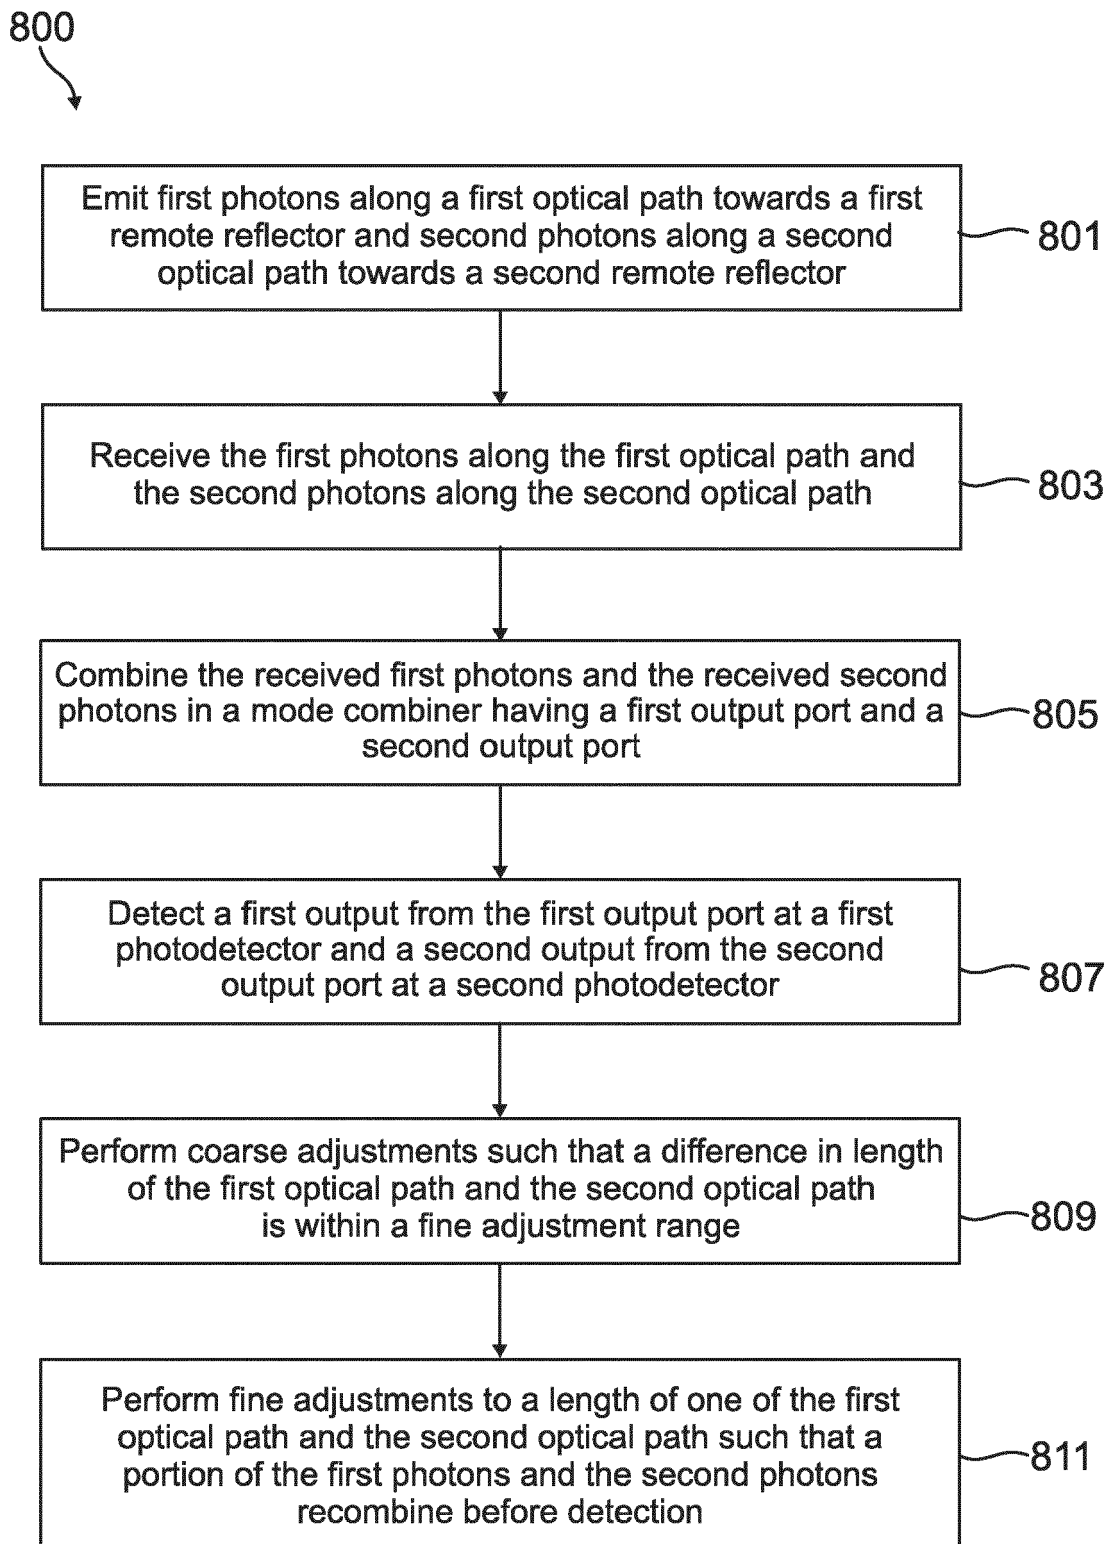 800
Emit first photons along a first optical path towards a first
remote reflector and second photons along a second
optical path towards a second remote reflector
801
Receive the first photons along the first optical path and
the second photons along the second optical path
803
Combine the received first photons and the received second
photons in a mode combiner having a first output port and a
second output port
805
Detect a first output from the first output port at a first
photodetector and a second output from the second
output port at a second photodetector
807
Perform coarse adjustments such that a difference in length
of the first optical path and the second optical path
is within a fine adjustment range
809
Perform fine adjustments to a length of one of the first
optical path and the second optical path such that a
portion of the first photons and the second photons
recombine before detection
811